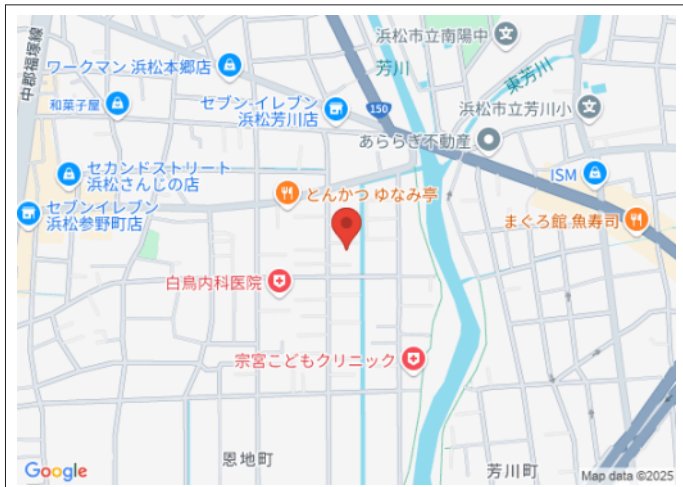 浜松市立南陽中
芳川
東芳川
中郡福塚線
ワークマン 浜松本郷店
和菓子屋
セブン-イレブン
浜松芳川店
150
浜松市立芳川小
あららぎ不動産
セカンドストリート
浜松さんじの店
ISM
とんかつ ゆなみ亭
セブンイレブン
浜松参野町店
まぐろ館 魚寿司
白鳥内科医院
宗宮こどもクリニック
恩地町
芳川町
Google
Map data ©2025